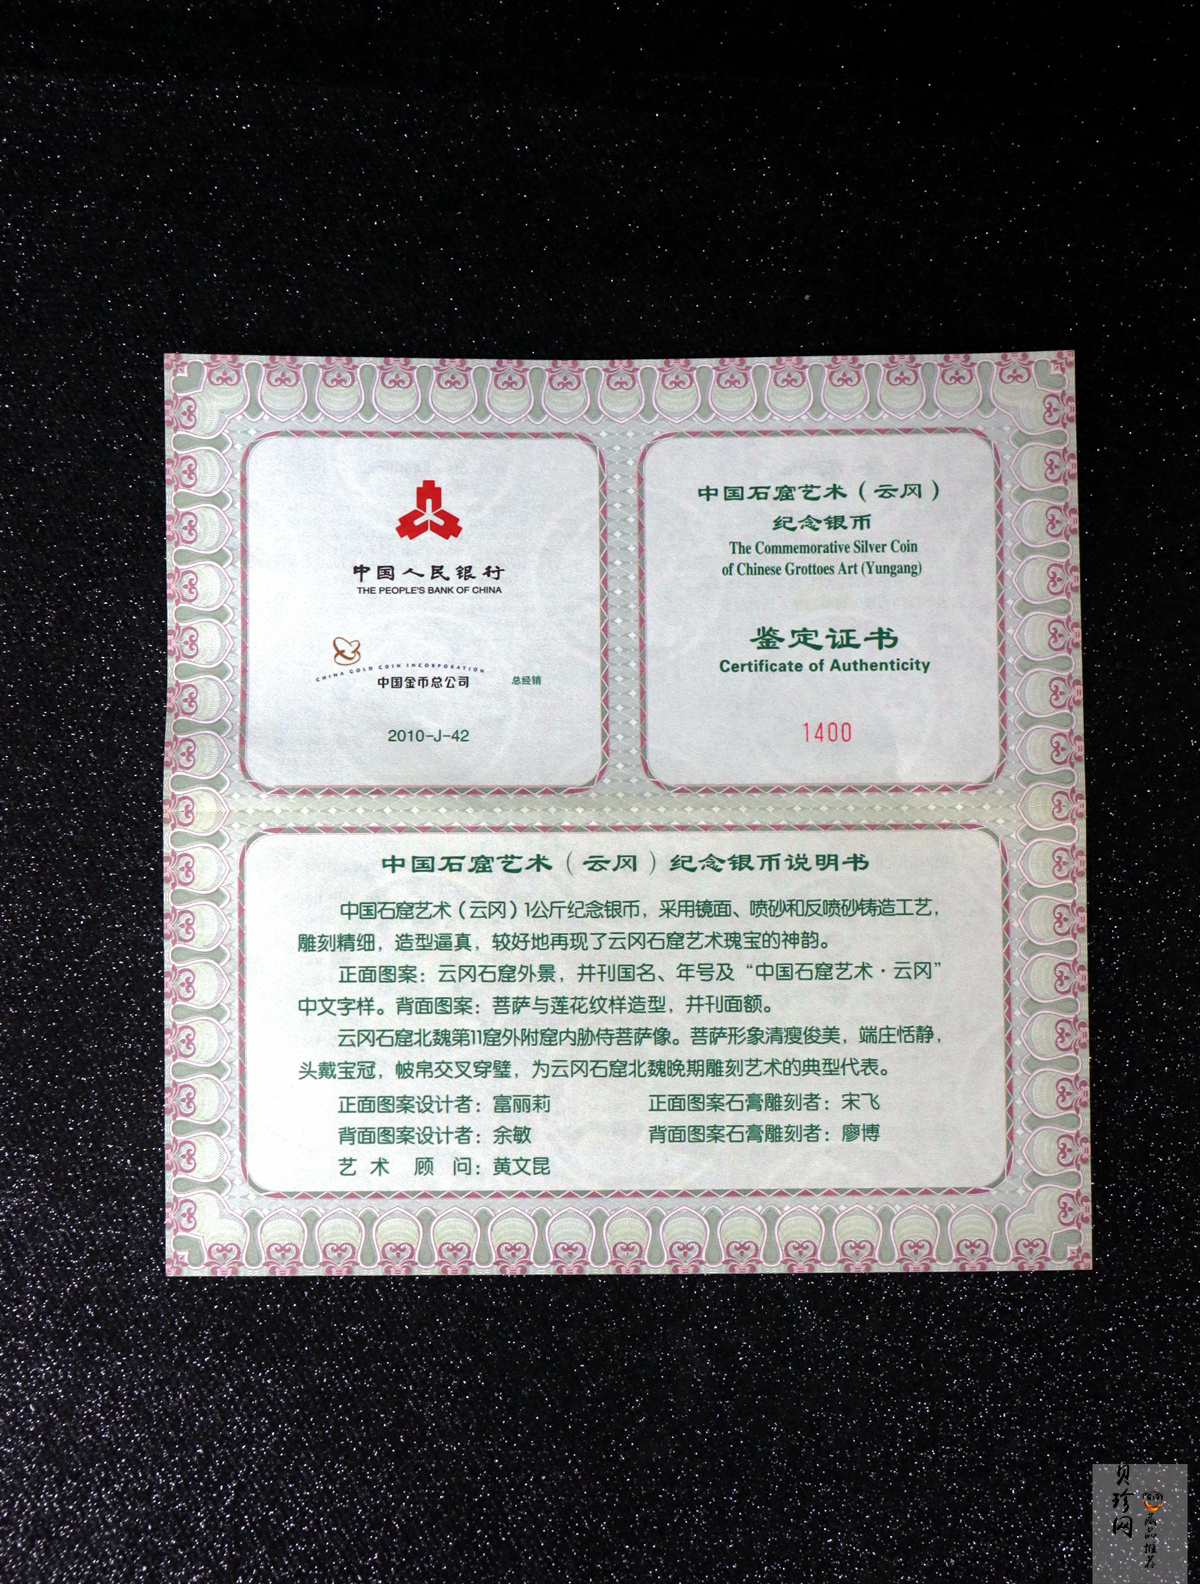 中国人民银行
THE PEOPLE'S BANK OF CHINA
CHINA GOLD COIN INCORPORATION
中国金币总公司 总经销
2010-J-42
中国石窟艺术（云冈）
纪念银币
The Commemorative Silver Coin
of Chinese Grottoes Art (Yungang)
鉴定证书
Certificate of Authenticity
1400
中国石窟艺术（云冈）纪念银币说明书
中国石窟艺术（云冈）1公斤纪念银币，采用镜面、喷砂和反喷砂铸造工艺，
雕刻精细，造型逼真，较好地再现了云冈石窟艺术瑰宝的神韵。
正面图案：云冈石窟外景，并刊国名、年号及“中国石窟艺术·云冈”
中文字样。背面图案：菩萨与莲花纹样造型，并刊面额。
云冈石窟北魏第11窟外附窟内胁侍菩萨像。菩萨形象清瘦俊美，端庄恬静，
头戴宝冠，帔帛交叉穿璧，为云冈石窟北魏晚期雕刻艺术的典型代表。
正面图案设计者：富丽莉 正面图案石膏雕刻者：宋飞
背面图案设计者：余敏 背面图案石膏雕刻者：廖博
艺术顾问：黄文昆
贝珍网
藏品推荐